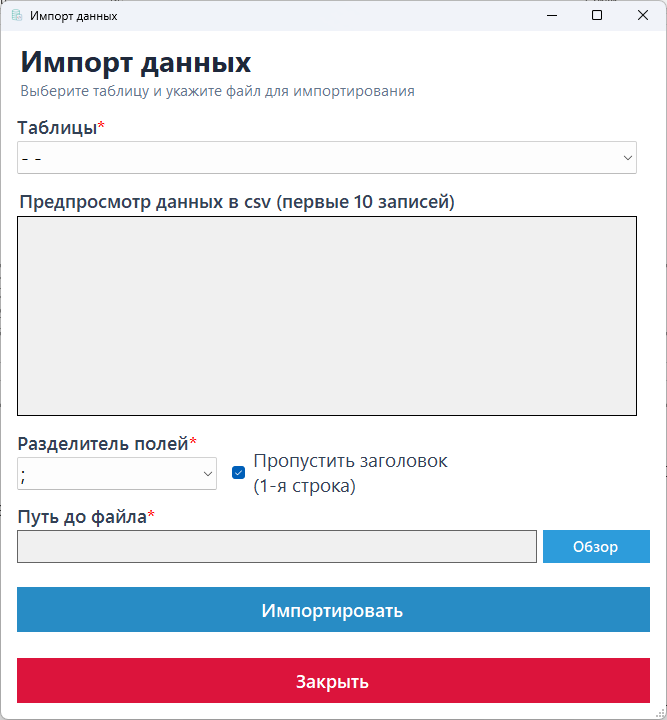 Импорт данных
Импорт данных
Выберите таблицу и укажите файл для импортирования
Таблицы*
- -
Предпросмотр данных в csv (первые 10 записей)
Разделитель полей*
;
Пропустить заголовок
(1-я строка)
Путь до файла*
Обзор
Импортировать
Закрыть